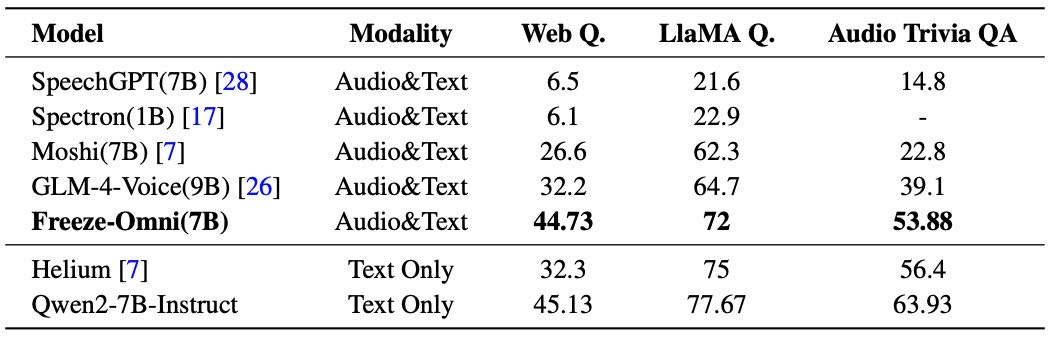 Model Modality Web Q. LlaMA Q. Audio Trivia QA
SpeechGPT(7B) [28] Audio&Text 6.5 21.6 14.8
Spectron(1B) [17] Audio&Text 6.1 22.9 -
Moshi(7B) [7] Audio&Text 26.6 62.3 22.8
GLM-4-Voice(9B) [26] Audio&Text 32.2 64.7 39.1
Freeze-Omni(7B) Audio&Text 44.73 72 53.88
Helium [7] Text Only 32.3 75 56.4
Qwen2-7B-Instruct Text Only 45.13 77.67 63.93